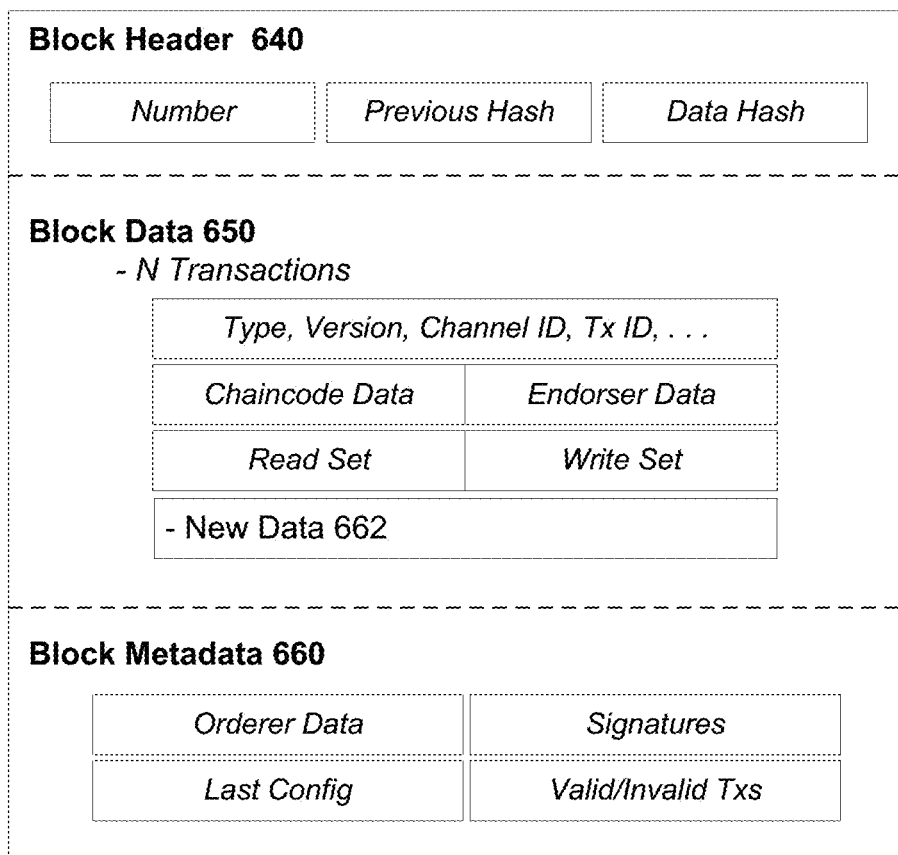 Block Header 640
Number Previous Hash Data Hash
Block Data 650
- N Transactions
Type, Version, Channel ID, Tx ID, . . .
Chaincode Data Endorser Data
Read Set Write Set
- New Data 662
Block Metadata 660
Orderer Data Signatures
Last Config Valid/Invalid Txs